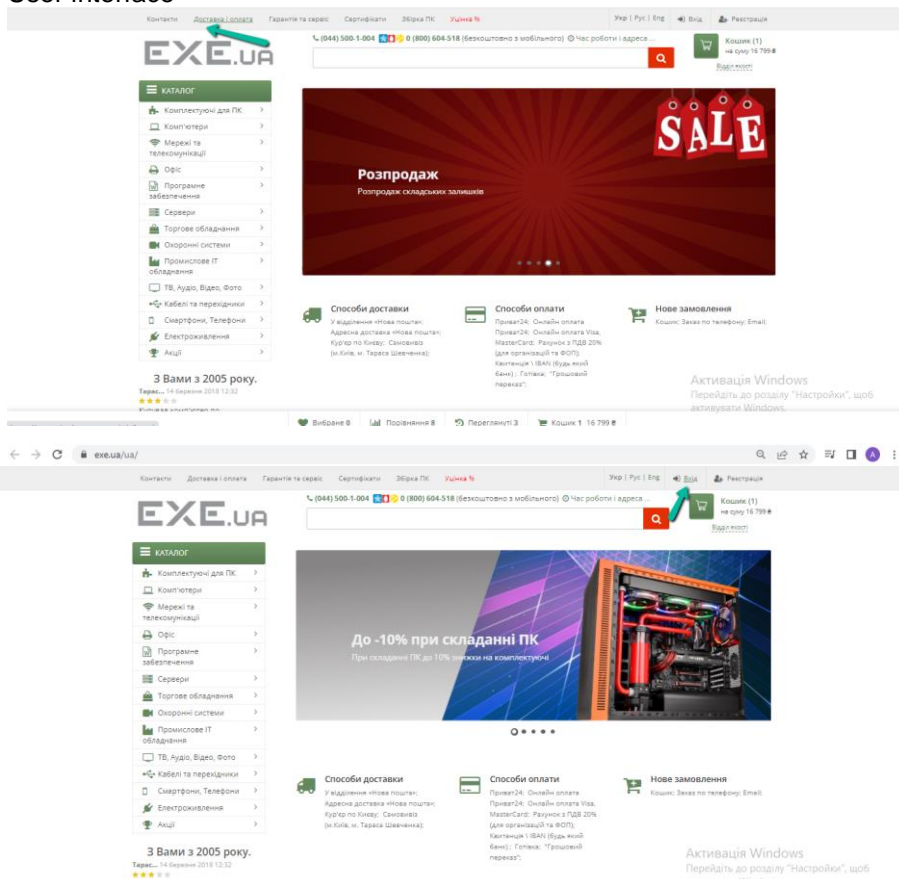 User Interface
Контакти Доставка і оплата Гарантія та сервіс Сертифікати Збірка ПК Уцінка % Укр | Рус | Eng Вхід Реєстрація
EXE.UA
(044) 500-1-004 0 (800) 604-518 (безкоштовно з мобільного) Час роботи і адреса ...
Кошик (1)
на суму 16 799 ₴
Відділ якості
КАТАЛОГ
Комплектуючі для ПК
Комп'ютери
Мережі та
телекомунікації
Офіс
Програмне
забезпечення
Сервери
Торгове обладнання
Охоронні системи
Промислове ІТ
обладнання
ТВ, Аудіо, Відео, Фото
Кабелі та перехідники
Смартфони, Телефони
Електроживлення
Акції
З Вами з 2005 року.
Тарас... 14 березня 2018 12:32
SALE
Розпродаж
Розпродаж складських залишків
Способи доставки
У відділення «Нова пошта»;
Адресна доставка «Нова пошта»;
Кур'єр по Києву; Самовивіз
(м.Київ, м. Тараса Шевченка);
Способи оплати
Приват24; Онлайн оплата
Приват24; Онлайн оплата Visa,
MasterCard; Рахунок з ПДВ 20%
(для організацій та ФОП);
Квитанція \ IBAN (будь який
банк) ; Готівка; "Грошовий
переказ";
Нове замовлення
Кошик; Заказ по телефону; Email;
Активація Windows
Перейдіть до розділу "Настройки", щоб
активувати Windows.
Вибране 0 Порівняння 8 Переглянуті 3 Кошик 1 16 799 ₴
exe.ua/ua/
A
Контакти Доставка і оплата Гарантія та сервіс Сертифікати Збірка ПК Уцінка % Укр | Рус | Eng Вхід Реєстрація
EXE.UA
(044) 500-1-004 0 (800) 604-518 (безкоштовно з мобільного) Час роботи і адреса ...
Кошик (1)
на суму 16 799 ₴
Відділ якості
КАТАЛОГ
Комплектуючі для ПК
Комп'ютери
Мережі та
телекомунікації
Офіс
Програмне
забезпечення
Сервери
Торгове обладнання
Охоронні системи
Промислове ІТ
обладнання
ТВ, Аудіо, Відео, Фото
Кабелі та перехідники
Смартфони, Телефони
Електроживлення
Акції
З Вами з 2005 року.
Тарас... 14 березня 2018 12:32
До -10% при складанні ПК
При складанні ПК до 10% знижки на комплектуючі
Способи доставки
У відділення «Нова пошта»;
Адресна доставка «Нова пошта»;
Кур'єр по Києву; Самовивіз
(м.Київ, м. Тараса Шевченка);
Способи оплати
Приват24; Онлайн оплата
Приват24; Онлайн оплата Visa,
MasterCard; Рахунок з ПДВ 20%
(для організацій та ФОП);
Квитанція \ IBAN (будь який
банк) ; Готівка; "Грошовий
переказ";
Нове замовлення
Кошик; Заказ по телефону; Email;
Активація Windows
Перейдіть до розділу "Настройки", щоб